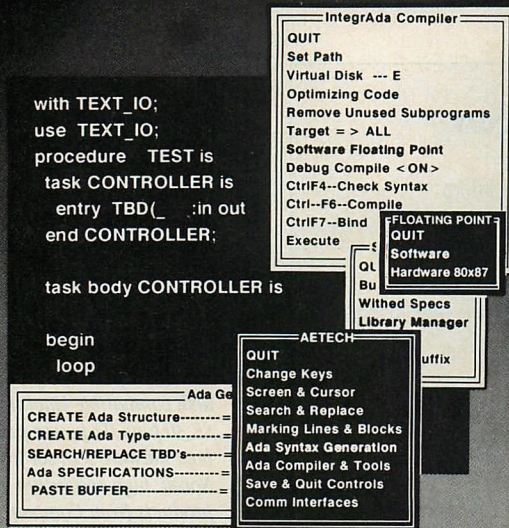 IntegrAda Compiler
QUIT
Set Path
Virtual Disk --- E
Optimizing Code
Remove Unused Subprograms
Target = > ALL
Software Floating Point
Debug Compile <ON>
CtrlF4--Check Syntax
Ctrl--F6--Compile
CtrlF7--Bind
Execute
FLOATING POINT
QUIT
Software
Hardware 80x87
with TEXT_IO;
use TEXT_IO;
procedure TEST is
task CONTROLLER is
entry TBD(_ :in out
end CONTROLLER;
task body CONTROLLER is
begin
loop
Withed Specs
Library Manager
AETECH
QUIT
Change Keys
Screen & Cursor
Search & Replace
Marking Lines & Blocks
Ada Syntax Generation
Ada Compiler & Tools
Save & Quit Controls
Comm Interfaces
Ada Ge
CREATE Ada Structure--------=
CREATE Ada Type-------------=
SEARCH/REPLACE TBD's--------=
Ada SPECIFICATIONS---------=
PASTE BUFFER----------------=